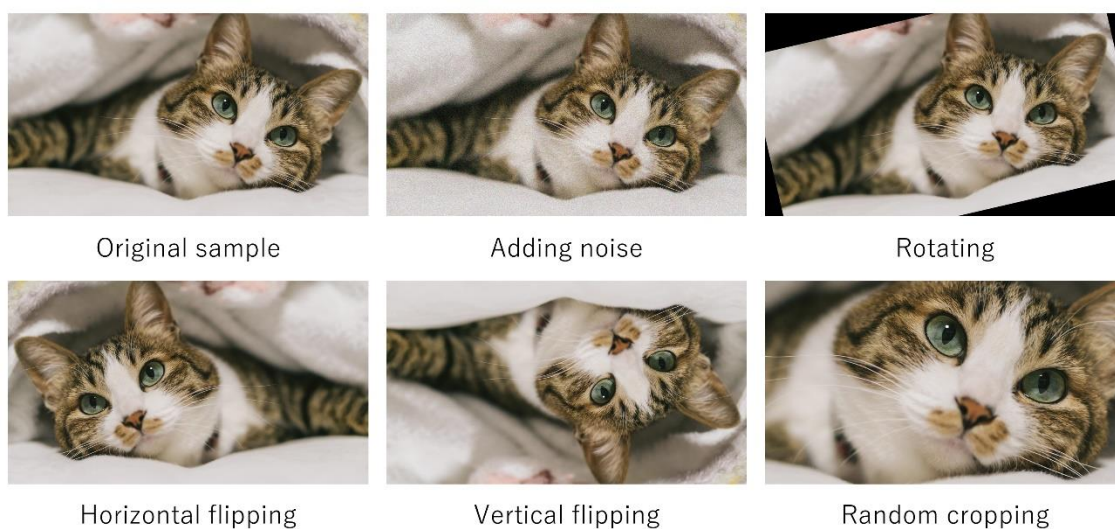 Original sample
Adding noise
Rotating
Horizontal flipping
Vertical flipping
Random cropping